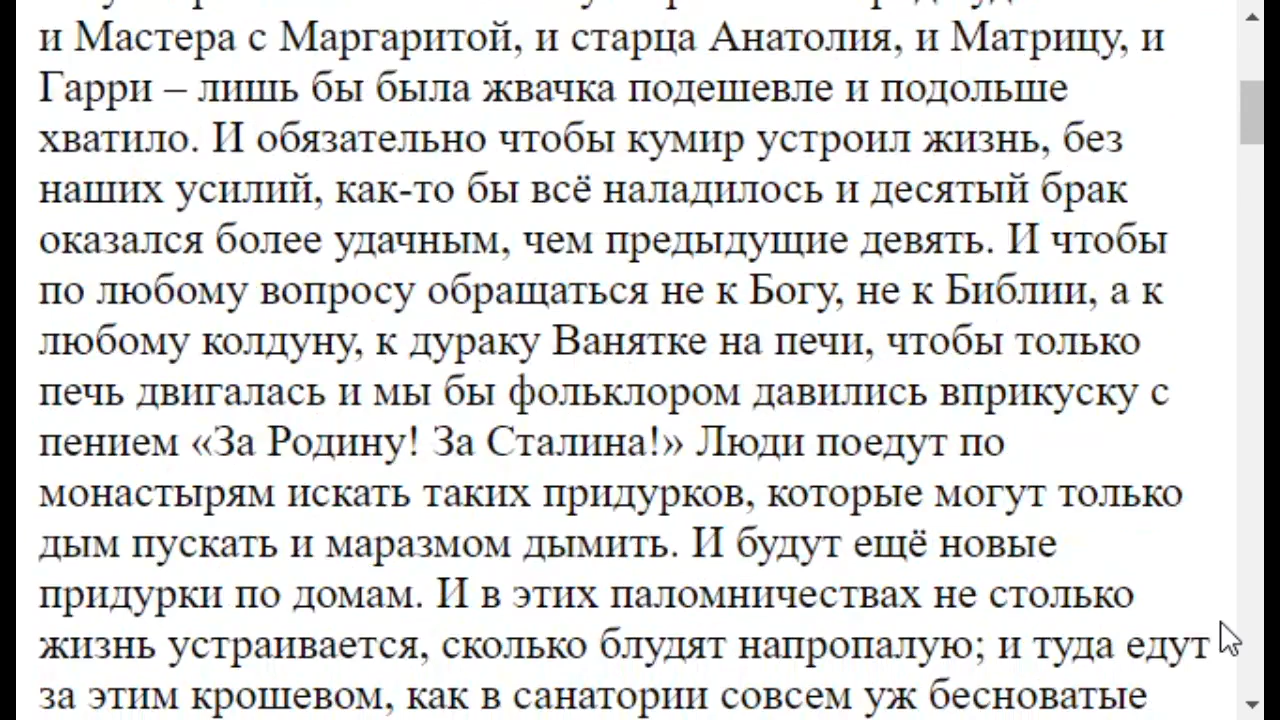 и Мастера с Маргаритой, и старца Анатолия, и Матрицу, и
Гарри – лишь бы была жвачка подешевле и подольше
хватило. И обязательно чтобы кумир устроил жизнь, без
наших усилий, как-то бы всё наладилось и десятый брак
оказался более удачным, чем предыдущие девять. И чтобы
по любому вопросу обращаться не к Богу, не к Библии, а к
любому колдуну, к дураку Ванятке на печи, чтобы только
печь двигалась и мы бы фольклором давились вприкуску с
пением «За Родину! За Сталина!» Люди поедут по
монастырям искать таких придурков, которые могут только
дым пускать и маразмом дымить. И будут ещё новые
придурки по домам. И в этих паломничествах не столько
жизнь устраивается, сколько блудят напропалую; и туда едут
за этим крошевом, как в санатории совсем уж бесноватые